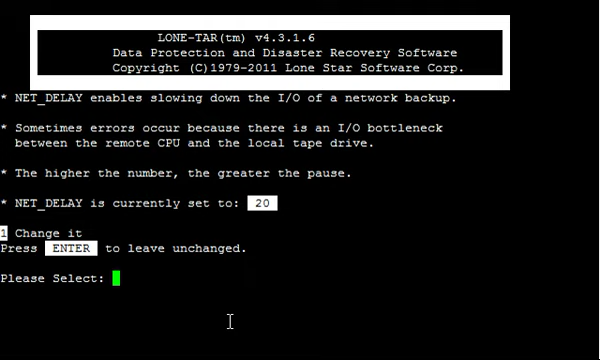 LONE-TAR(tm) v4.3.1.6
Data Protection and Disaster Recovery Software
Copyright (C)1979-2011 Lone Star Software Corp.
* NET_DELAY enables slowing down the I/O of a network backup.
* Sometimes errors occur because there is an I/O bottleneck
between the remote CPU and the local tape drive.
* The higher the number, the greater the pause.
* NET_DELAY is currently set to: 20
1 Change it
Press ENTER to leave unchanged.
Please Select: